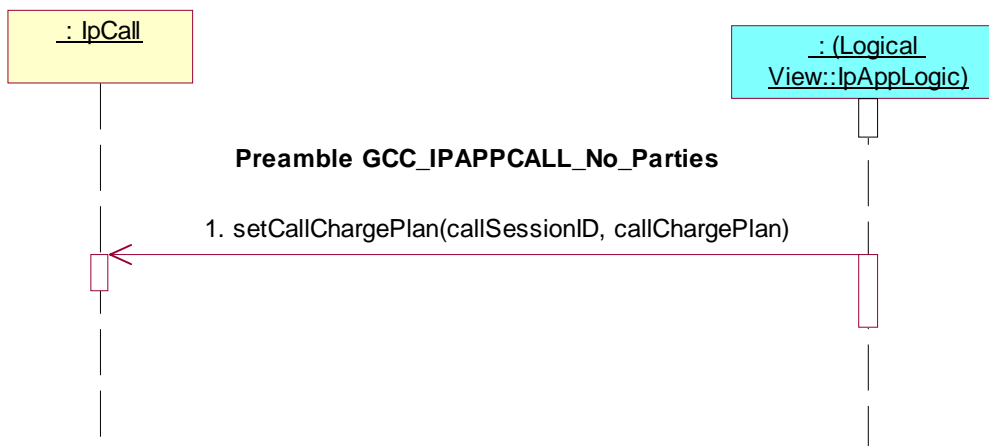 : IpCall
: (Logical
View::IpAppLogic)
Preamble GCC_IPAPPCALL_No_Parties
1. setCallChargePlan(callSessionID, callChargePlan)